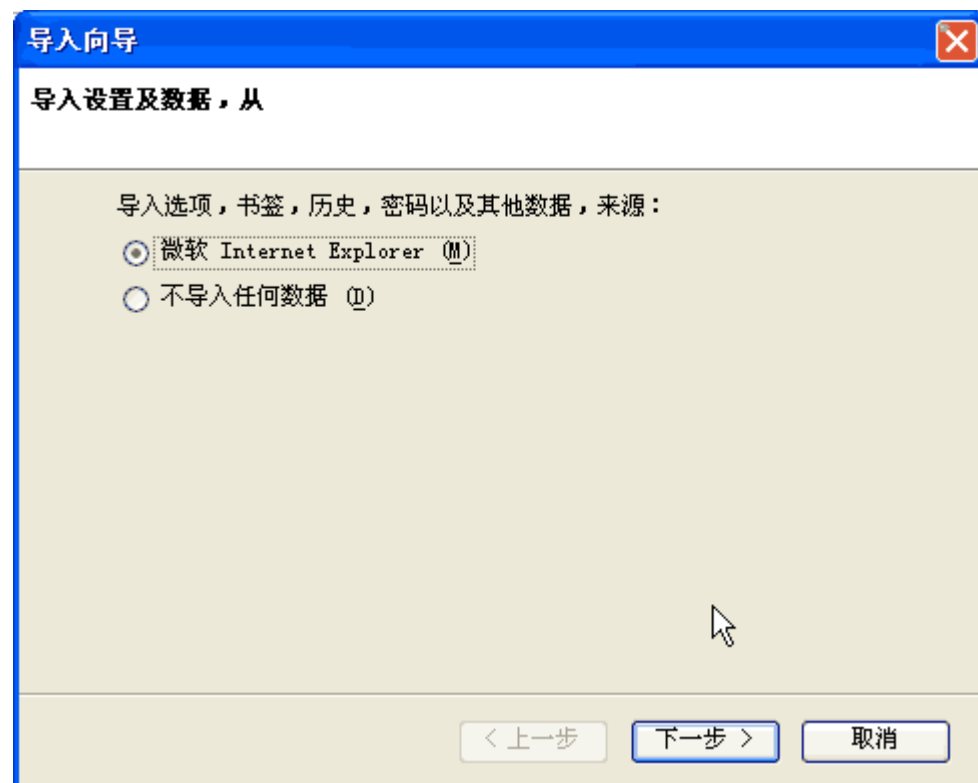 导入向导
导入设置及数据，从
导入选项，书签，历史，密码以及其他数据，来源：
微软 Internet Explorer (M)
不导入任何数据 (D)
< 上一步
下一步 >
取消